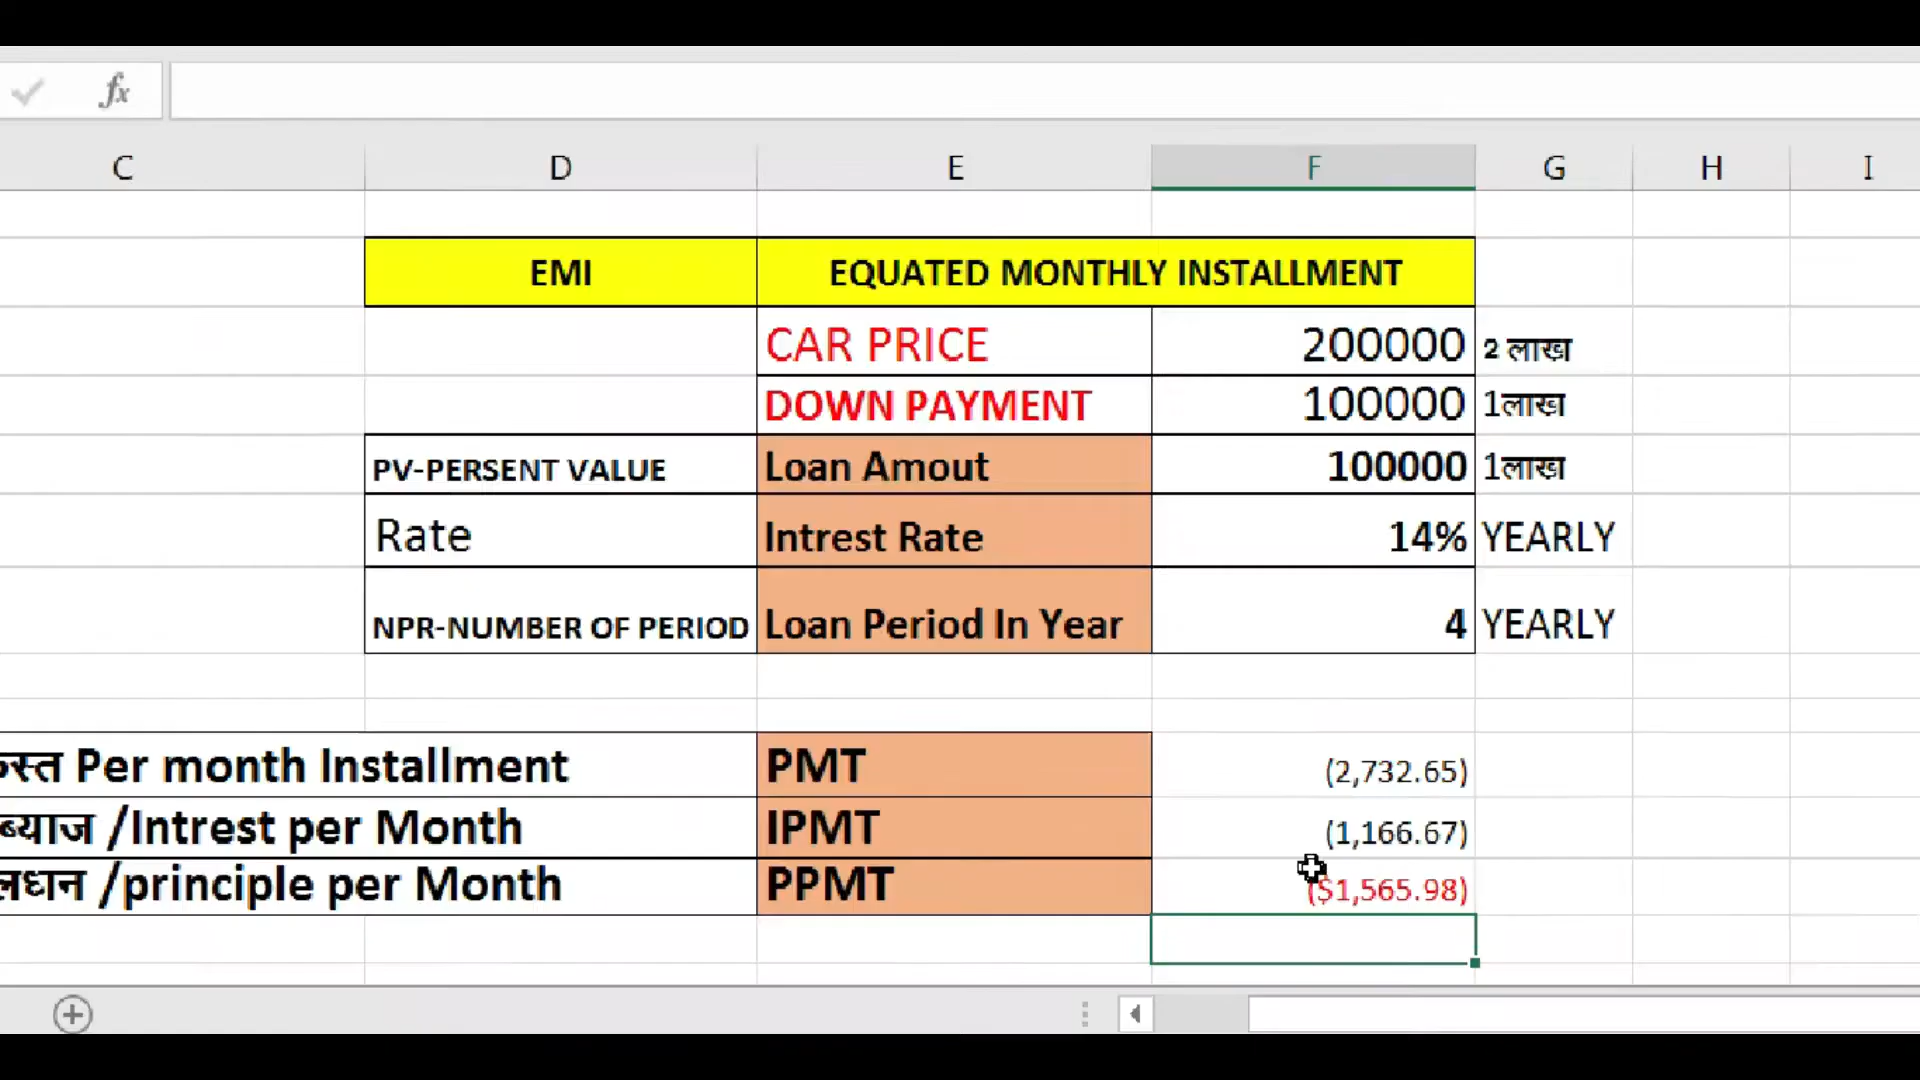 fx
C D E F G H I
EMI EQUATED MONTHLY INSTALLMENT
CAR PRICE 200000 2 लाख
DOWN PAYMENT 100000 1लाख
PV-PERSENT VALUE Loan Amout 100000 1लाख
Rate Intrest Rate 14% YEARLY
NPR-NUMBER OF PERIOD Loan Period In Year 4 YEARLY
Per month Installment PMT (2,732.65)
ब्याज /Intrest per Month IPMT (1,166.67)
/principle per Month PPMT ($1,565.98)